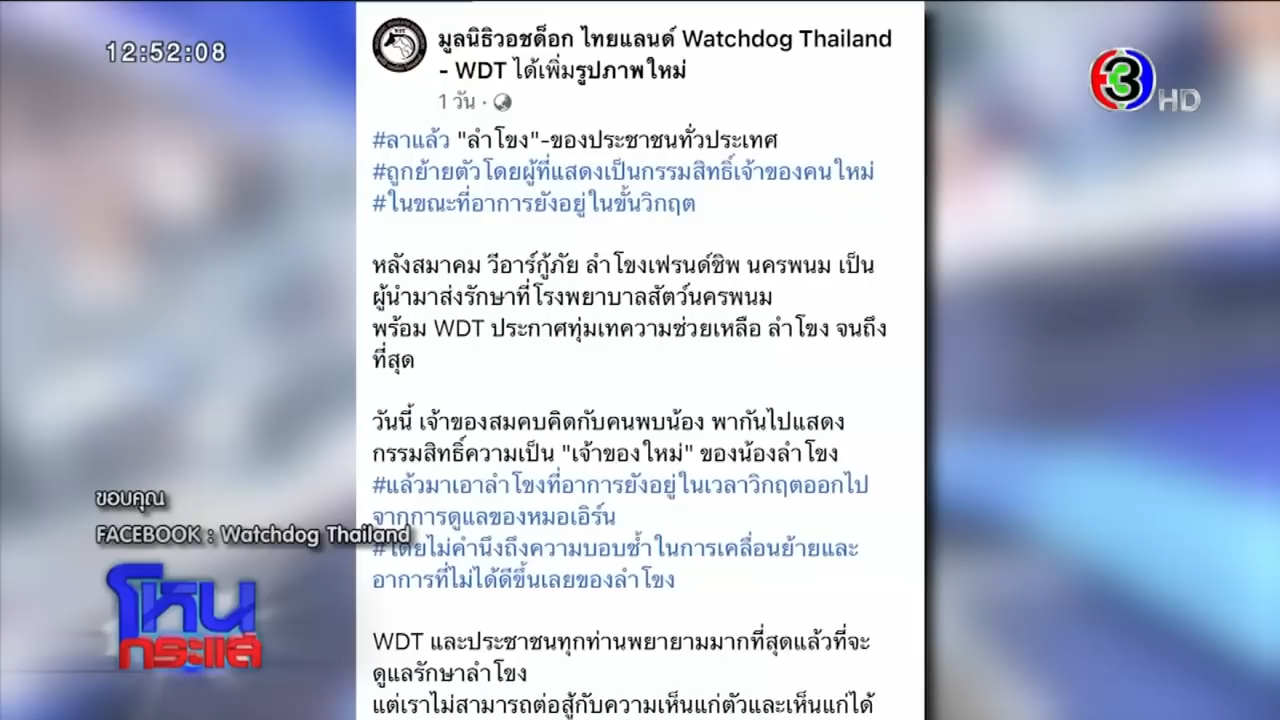 12:52:08
3 HD
มูลนิธิวอชด็อก ไทยแลนด์ Watchdog Thailand
- WDT ได้เพิ่มรูปภาพใหม่
1 วัน ·
#ลาแล้ว "ลำโขง"-ของประชาชนทั่วประเทศ
#ถูกย้ายตัวโดยผู้ที่แสดงเป็นกรรมสิทธิ์เจ้าของคนใหม่
#ในขณะที่อาการยังอยู่ในขั้นวิกฤต
หลังสมาคม วีอาร์กู้ภัย ลำโขงเฟรนด์ชิพ นครพนม เป็น
ผู้นำมาส่งรักษาที่โรงพยาบาลสัตว์นครพนม
พร้อม WDT ประกาศทุ่มเทความช่วยเหลือ ลำโขง จนถึง
ที่สุด
วันนี้ เจ้าของสมคบคิดกับคนพบน้อง พากันไปแสดง
กรรมสิทธิ์ความเป็น "เจ้าของใหม่" ของน้องลำโขง
#แล้วมาเอาลำโขงที่อาการยังอยู่ในเวลาวิกฤตออกไป
จากการดูแลของหมอเอิร์น
#โดยไม่คำนึงถึงความบอบช้ำในการเคลื่อนย้ายและ
อาการที่ไม่ได้ดีขึ้นเลยของลำโขง
WDT และประชาชนทุกท่านพยายามมากที่สุดแล้วที่จะ
ดูแลรักษาลำโขง
แต่เราไม่สามารถต่อสู้กับความเห็นแก่ตัวและเห็นแก่ได้
ขอบคุณ
FACEBOOK : Watchdog Thailand
โหน
กระแส